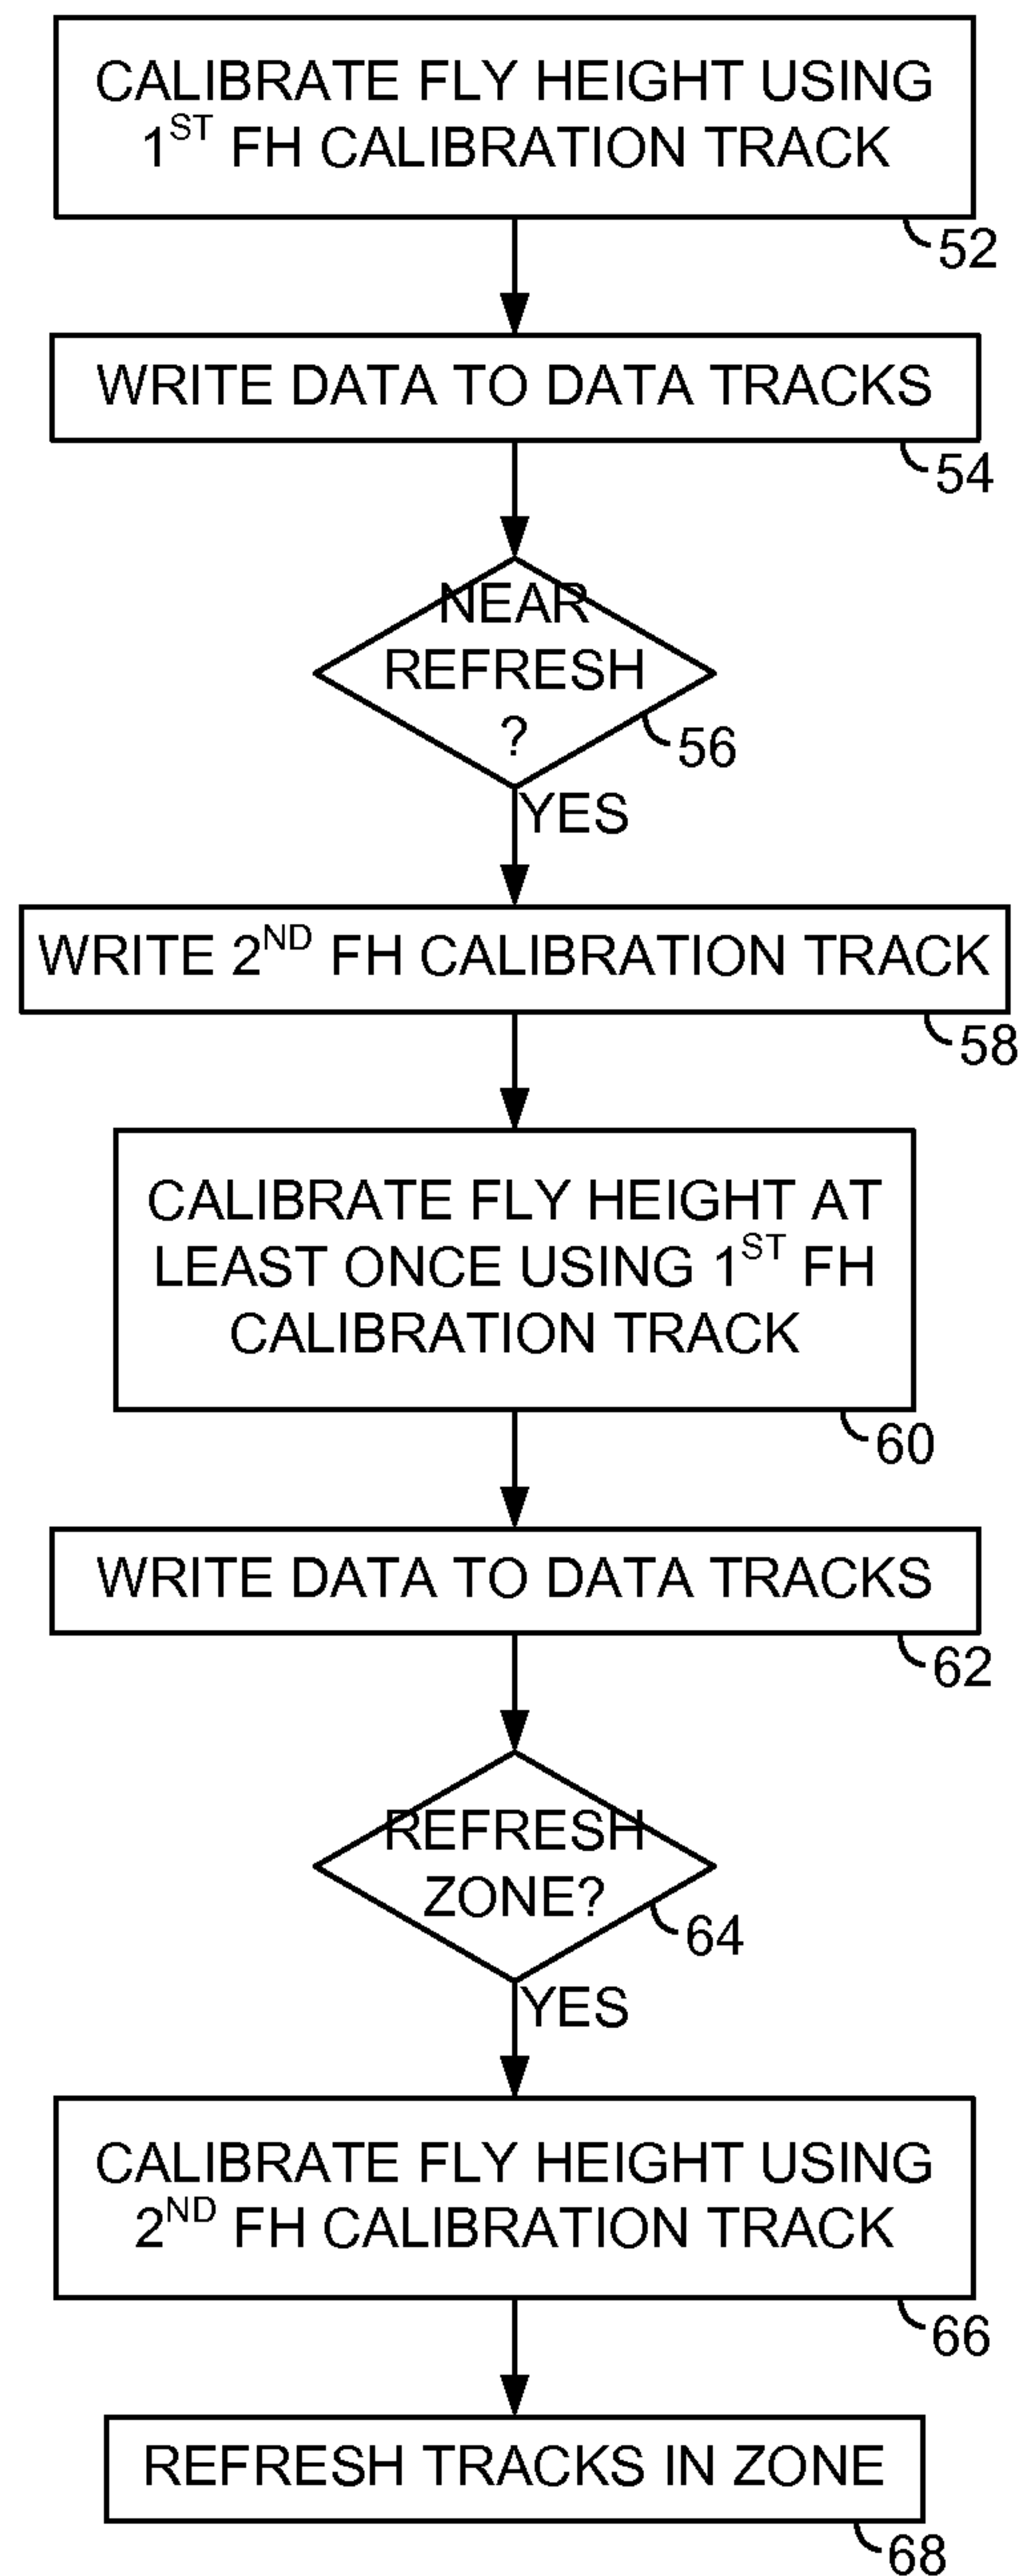 CALIBRATE FLY HEIGHT USING
1ST FH CALIBRATION TRACK
52
WRITE DATA TO DATA TRACKS
54
NEAR
REFRESH
?
56
YES
WRITE 2ND FH CALIBRATION TRACK
58
CALIBRATE FLY HEIGHT AT
LEAST ONCE USING 1ST FH
CALIBRATION TRACK
60
WRITE DATA TO DATA TRACKS
62
REFRESH
ZONE?
64
YES
CALIBRATE FLY HEIGHT USING
2ND FH CALIBRATION TRACK
66
REFRESH TRACKS IN ZONE
68